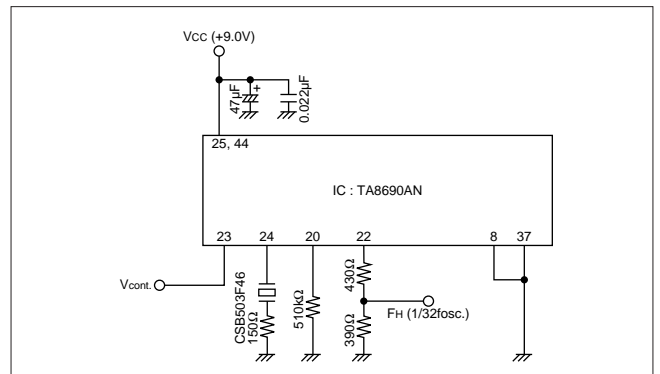 Vcc (+9.0V)
47μF
+
0.022μF
25, 44
IC : TA8690AN
23
24
20
22
8
37
Vcont.
CSB503F46
150Ω
510kΩ
430Ω
390Ω
FH (1/32fosc.)